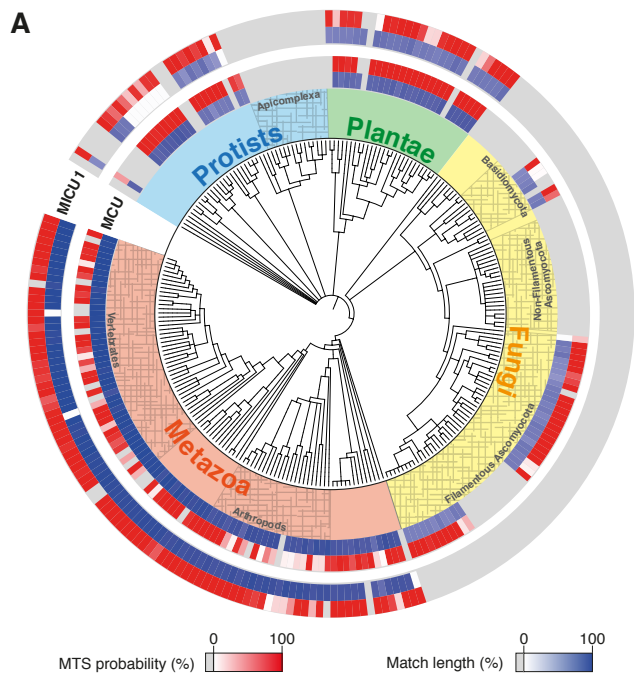 A
MICU1
MCU
Protists
Apicomplexa
Plantae
Basidiomycota
Non-Filamentous
Ascomycota
Fungi
Filamentous Ascomycota
Vertebrates
Metazoa
Arthropods
0 100
MTS probability (%)
0 100
Match length (%)